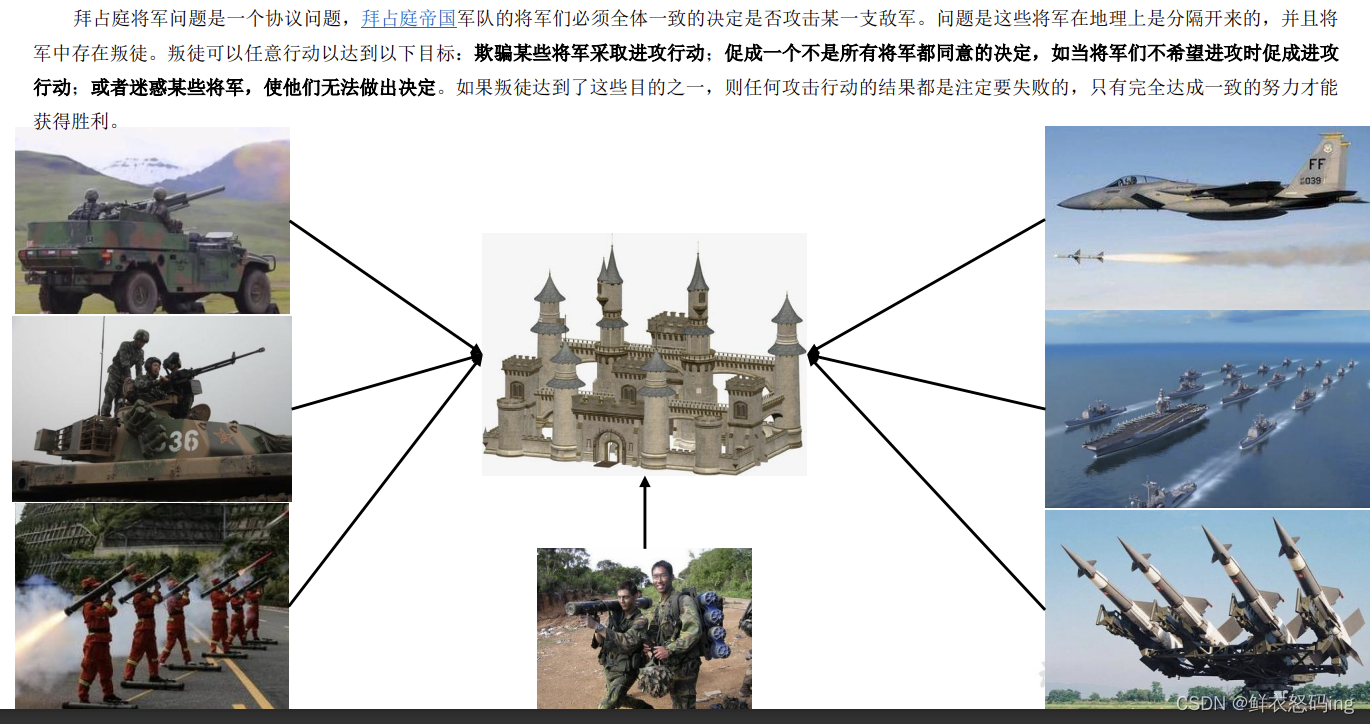 拜占庭将军问题是一个协议问题，拜占庭帝国军队的将军们必须全体一致的决定是否攻击某一支敌军。问题是这些将军在地理上是分隔开来的，并且将
军中存在叛徒。叛徒可以任意行动以达到以下目标：欺骗某些将军采取进攻行动；促成一个不是所有将军都同意的决定，如当将军们不希望进攻时促成进攻
行动；或者迷惑某些将军，使他们无法做出决定。如果叛徒达到了这些目的之一，则任何攻击行动的结果都是注定要失败的，只有完全达成一致的努力才能
获得胜利。
FF
039
36
CSDN @鲜衣怒码ing